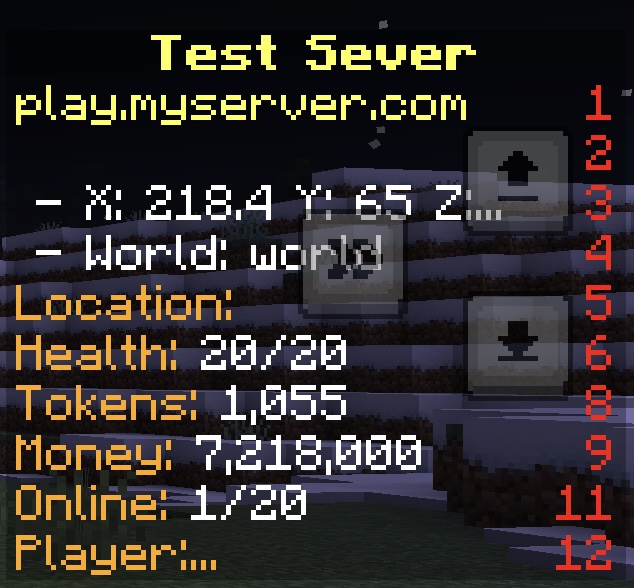 Test Sever
play.myserver.com 1
2
- X: 218.4 Y: 65 Z:... 3
- World: world 4
Location: 5
Health: 20/20 6
Tokens: 1,055 8
Money: 7,218,000 9
Online: 1/20 11
Player:... 12